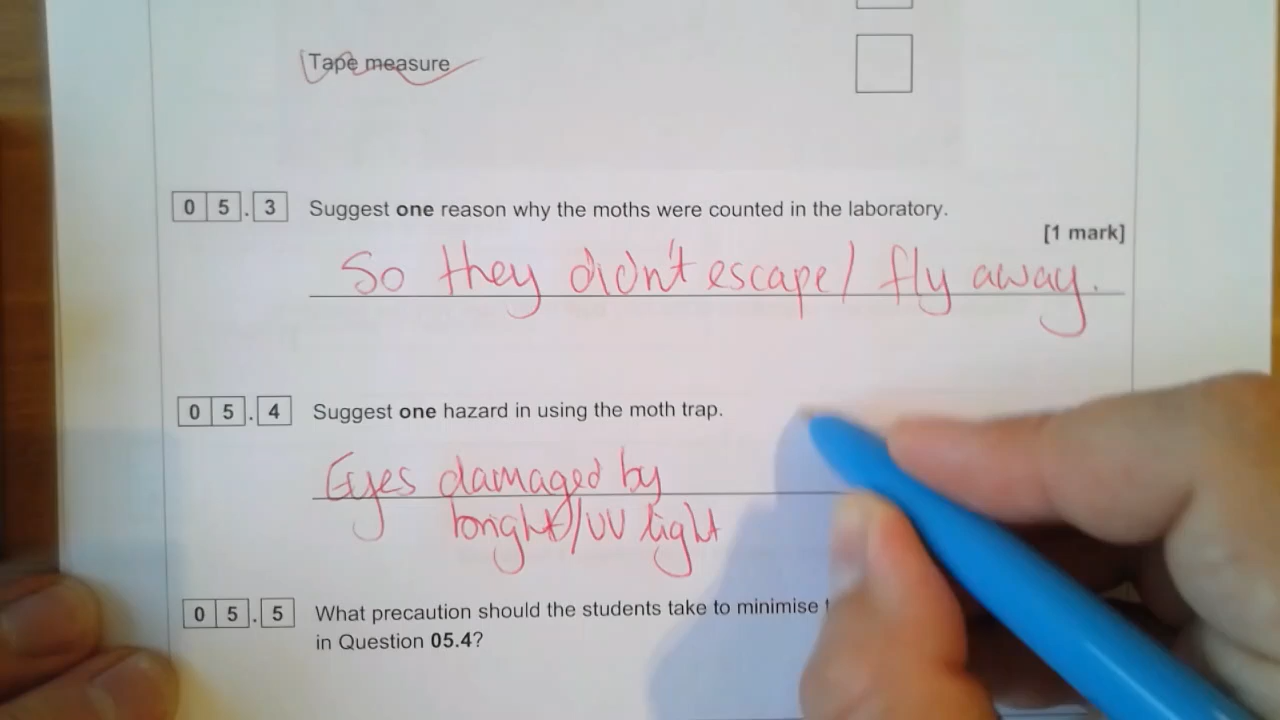 Tape measure
0 5 . 3 Suggest one reason why the moths were counted in the laboratory.
[1 mark]
So they didn't escape/ fly away.
0 5 . 4 Suggest one hazard in using the moth trap.
Eyes damaged by
bright/UV light
0 5 . 5 What precaution should the students take to minimise
in Question 05.4?